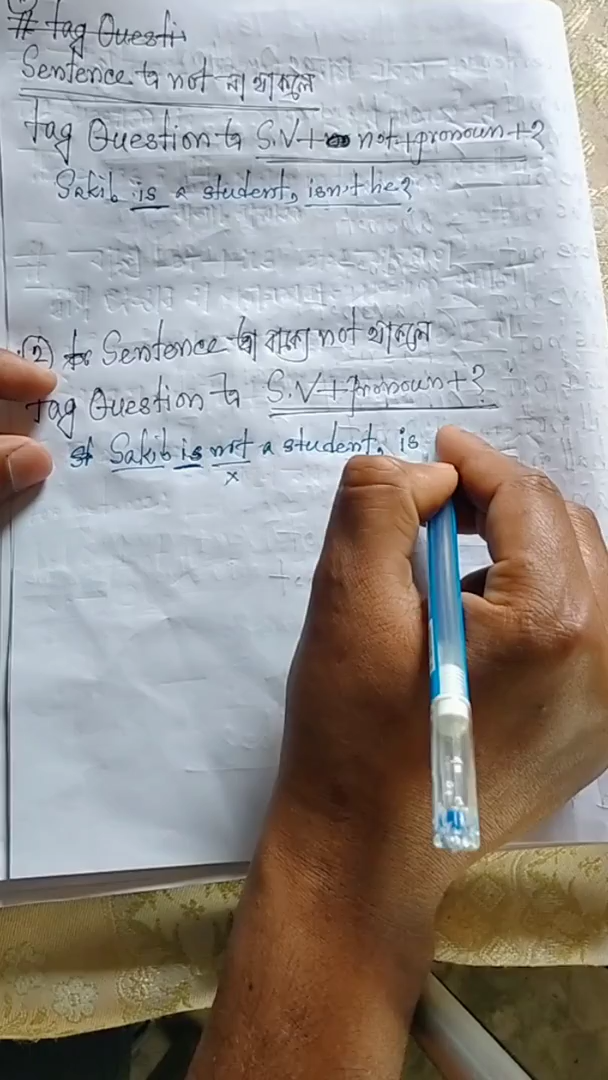 # Tag Questi
Sentence এ not না থাকলে
Tag Question এ S.V + not + pronoun + ?
Sakib is a student, isn't he?
(2) Sentence এ বাক্যে not থাকলে
Tag Question এ S.V + pronoun + ?
Sakib is not a student, is
x